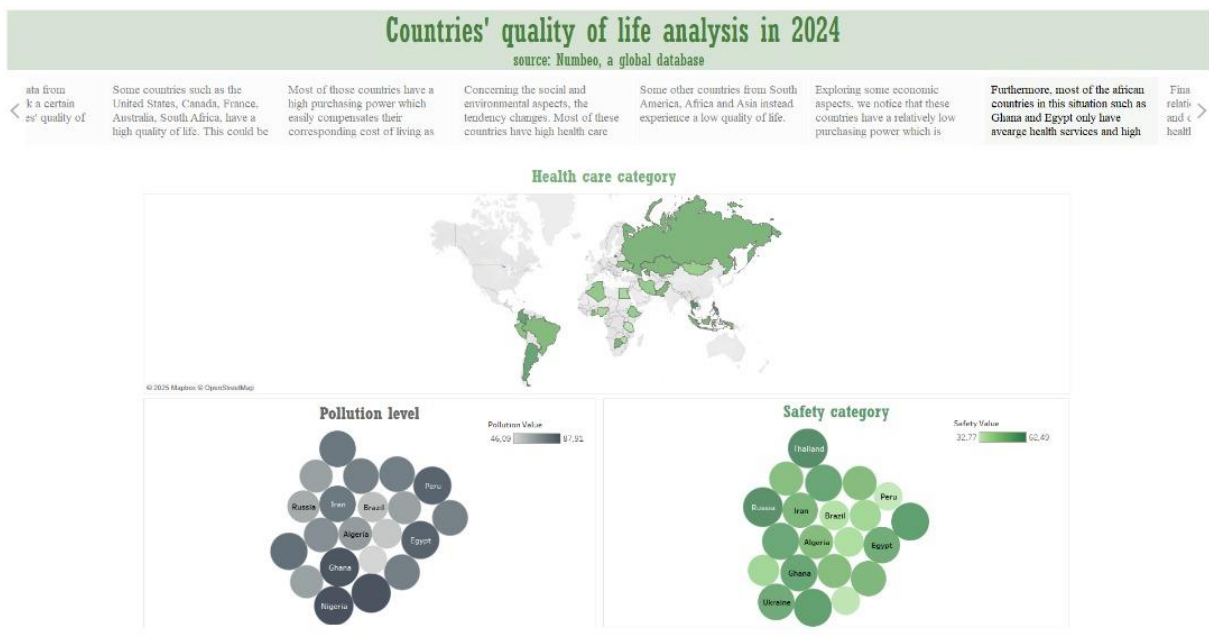 Countries' quality of life analysis in 2024
source: Numbeo, a global database
ata from
k a certain
es' quality of
Some countries such as the
United States, Canada, France,
Australia, South Africa, have a
high quality of life. This could be
Most of those countries have a
high purchasing power which
easily compensates their
corresponding cost of living as
Concerning the social and
environmental aspects, the
tendency changes. Most of these
countries have high health care
Some other countries from South
America, Africa and Asia instead
experience a low quality of life.
Exploring some economic
aspects, we notice that these
countries have a relatively low
purchasing power which is
Furthermore, most of the african
countries in this situation such as
Ghana and Egypt only have
avearge health services and high
Fina
relati
and c
healtl
Health care category
© 2025 Mapbox © OpenStreetMap
Pollution level
Pollution Value
46,09 87,91
Peru
Russia
Iran
Brazil
Algeria
Egypt
Ghana
Nigeria
Safety category
Safety Value
32,77 62,49
Thailand
Peru
Russia
Iran
Brazil
Algeria
Egypt
Ghana
Ukraine